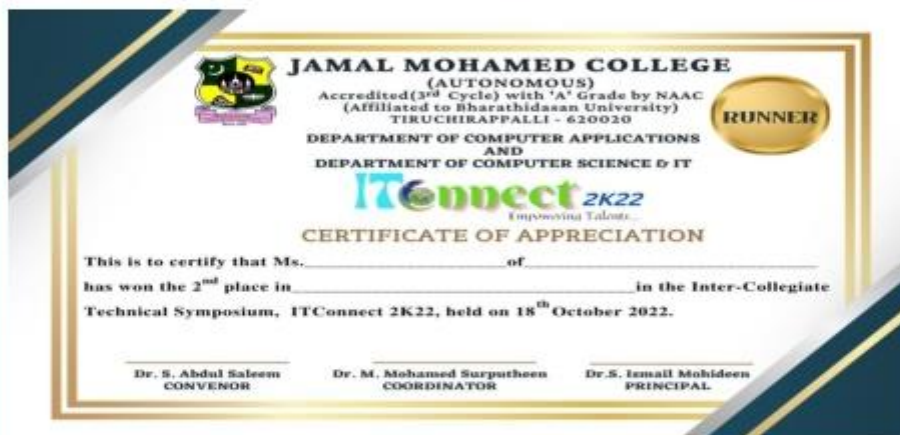 JAMAL MOHAMED COLLEGE
(AUTONOMOUS)
Accredited(3rd Cycle) with 'A' Grade by NAAC
(Affiliated to Bharathidasan University)
TIRUCHIRAPPALLI - 620020
RUNNER
DEPARTMENT OF COMPUTER APPLICATIONS
AND
DEPARTMENT OF COMPUTER SCIENCE & IT
ITConnect 2K22
Empowering Talents...
CERTIFICATE OF APPRECIATION
This is to certify that Ms.____________________of____________________
has won the 2nd place in____________________in the Inter-Collegiate
Technical Symposium, ITConnect 2K22, held on 18th October 2022.
Dr. S. Abdul Saleem Dr. M. Mohamed Surputheen Dr.S. Ismail Mohideen
CONVENOR COORDINATOR PRINCIPAL